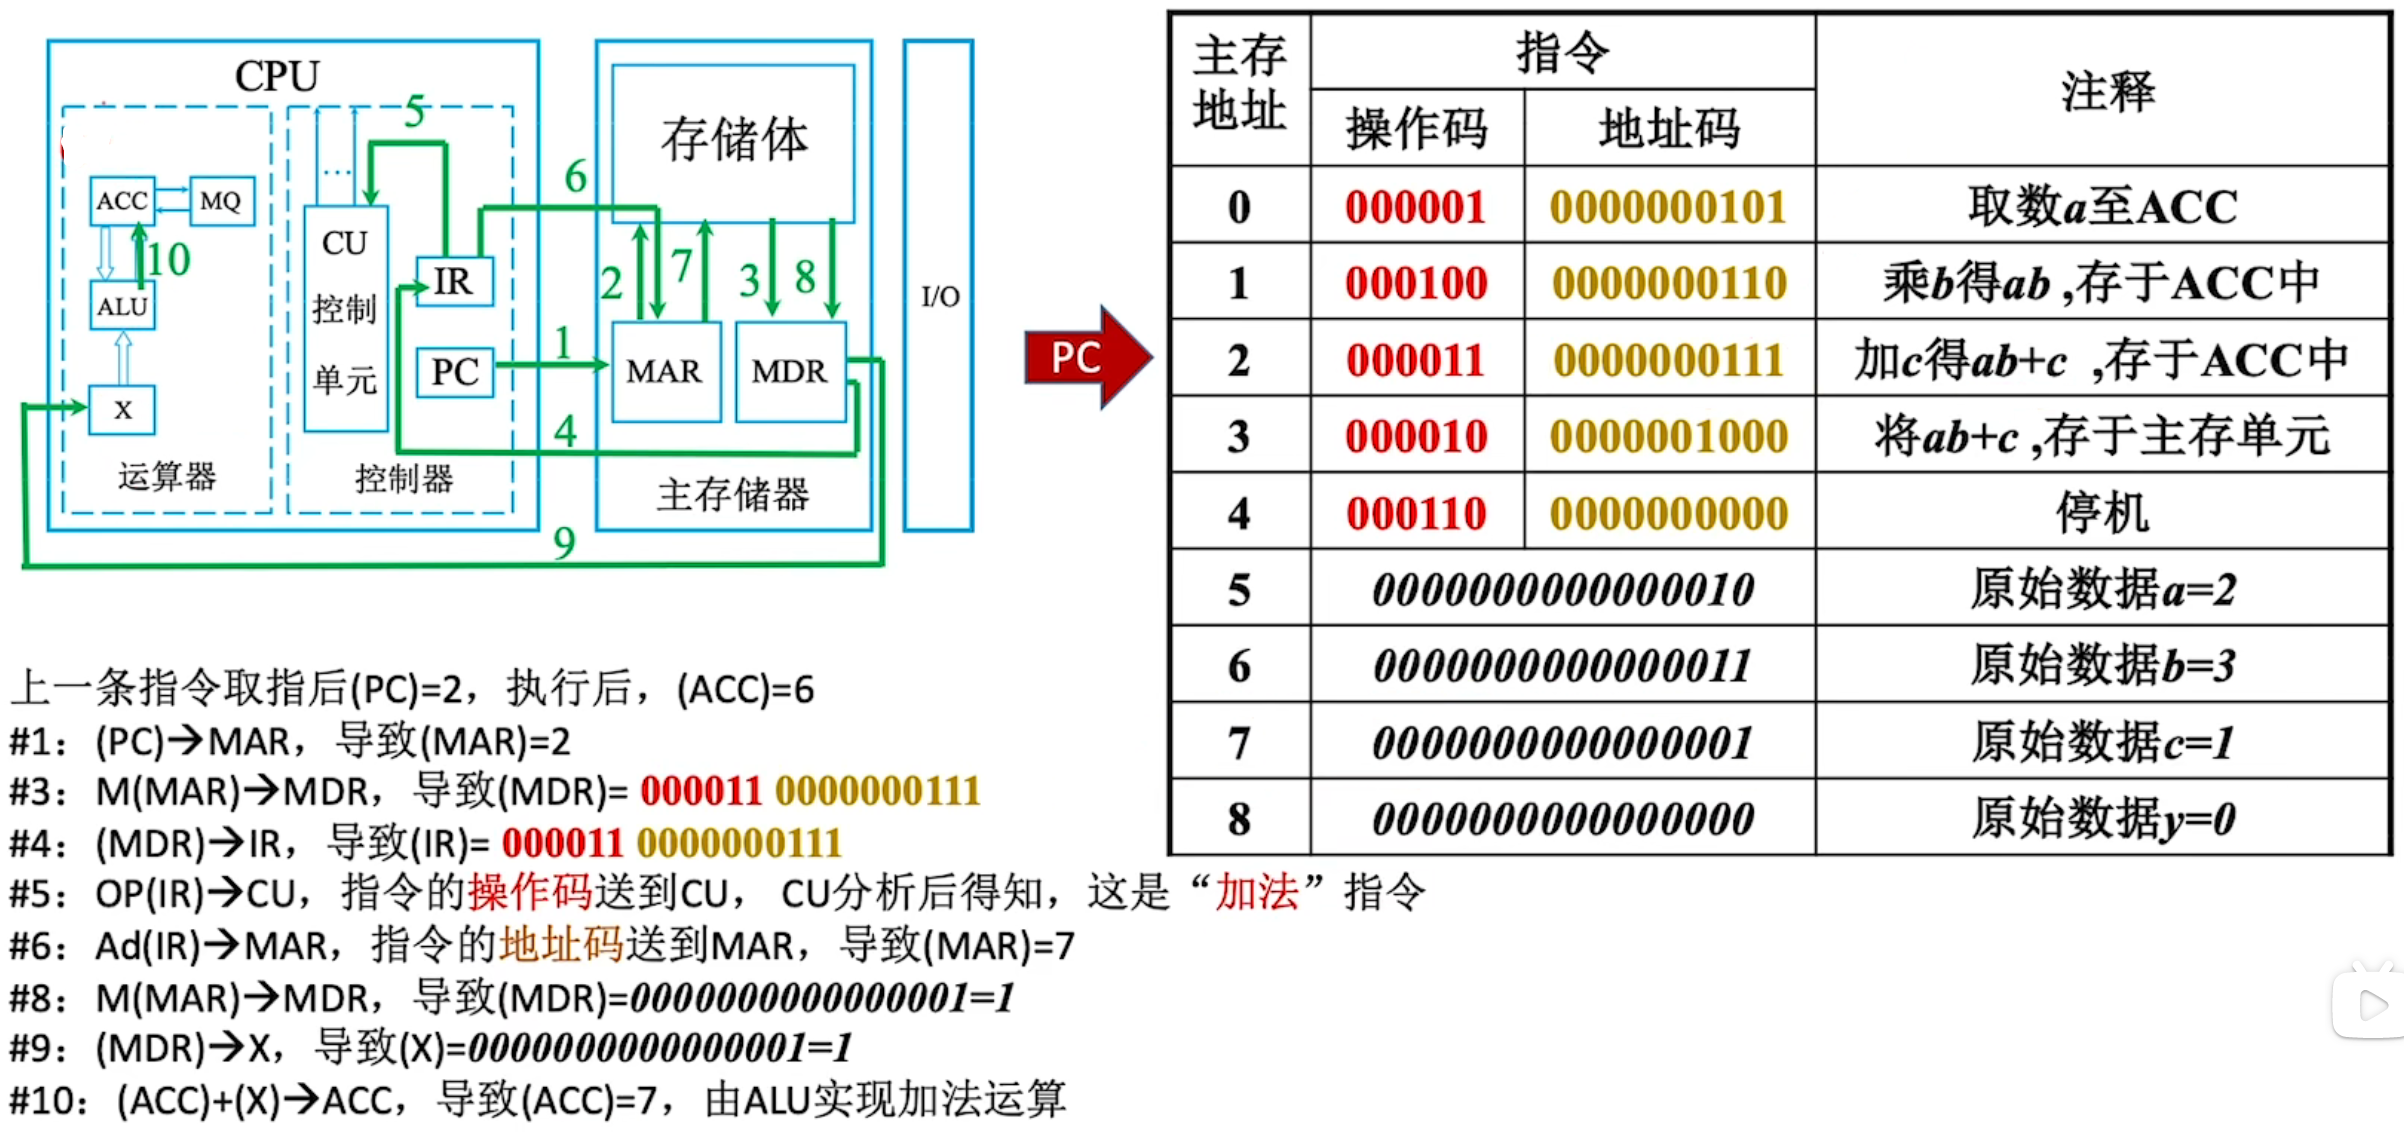 CPU
5
ACC
MQ
10
ALU
X
运算器
...
CU
控制
单元
IR
PC
控制器
6
1
4
9
存储体
2
7
3
8
MAR
MDR
主存储器
I/O
PC
主存地址 指令 注释
操作码 地址码
0 000001 0000000101 取数a至ACC
1 000100 0000000110 乘b得ab ,存于ACC中
2 000011 0000000111 加c得ab+c ,存于ACC中
3 000010 0000001000 将ab+c ,存于主存单元
4 000110 0000000000 停机
5 0000000000000010 原始数据a=2
6 0000000000000011 原始数据b=3
7 0000000000000001 原始数据c=1
8 0000000000000000 原始数据y=0
上一条指令取指后(PC)=2，执行后，(ACC)=6
#1：(PC)→MAR，导致(MAR)=2
#3：M(MAR)→MDR，导致(MDR)= 000011 0000000111
#4：(MDR)→IR，导致(IR)= 000011 0000000111
#5：OP(IR)→CU，指令的操作码送到CU，CU分析后得知，这是“加法”指令
#6：Ad(IR)→MAR，指令的地址码送到MAR，导致(MAR)=7
#8：M(MAR)→MDR，导致(MDR)=0000000000000001=1
#9：(MDR)→X，导致(X)=0000000000000001=1
#10：(ACC)+(X)→ACC，导致(ACC)=7，由ALU实现加法运算